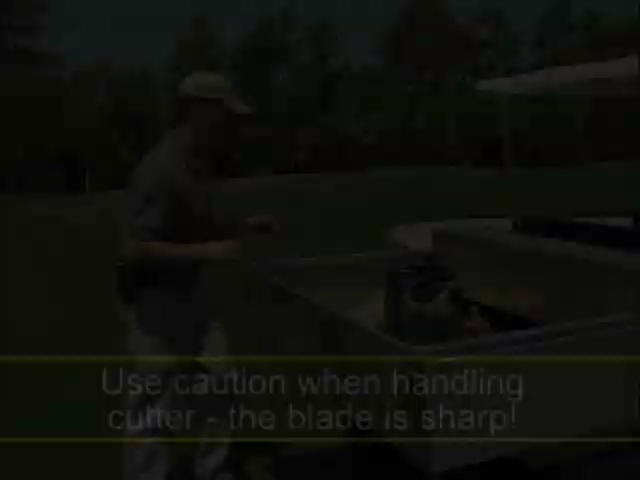 Use caution when handling
cutter - the blade is sharp!